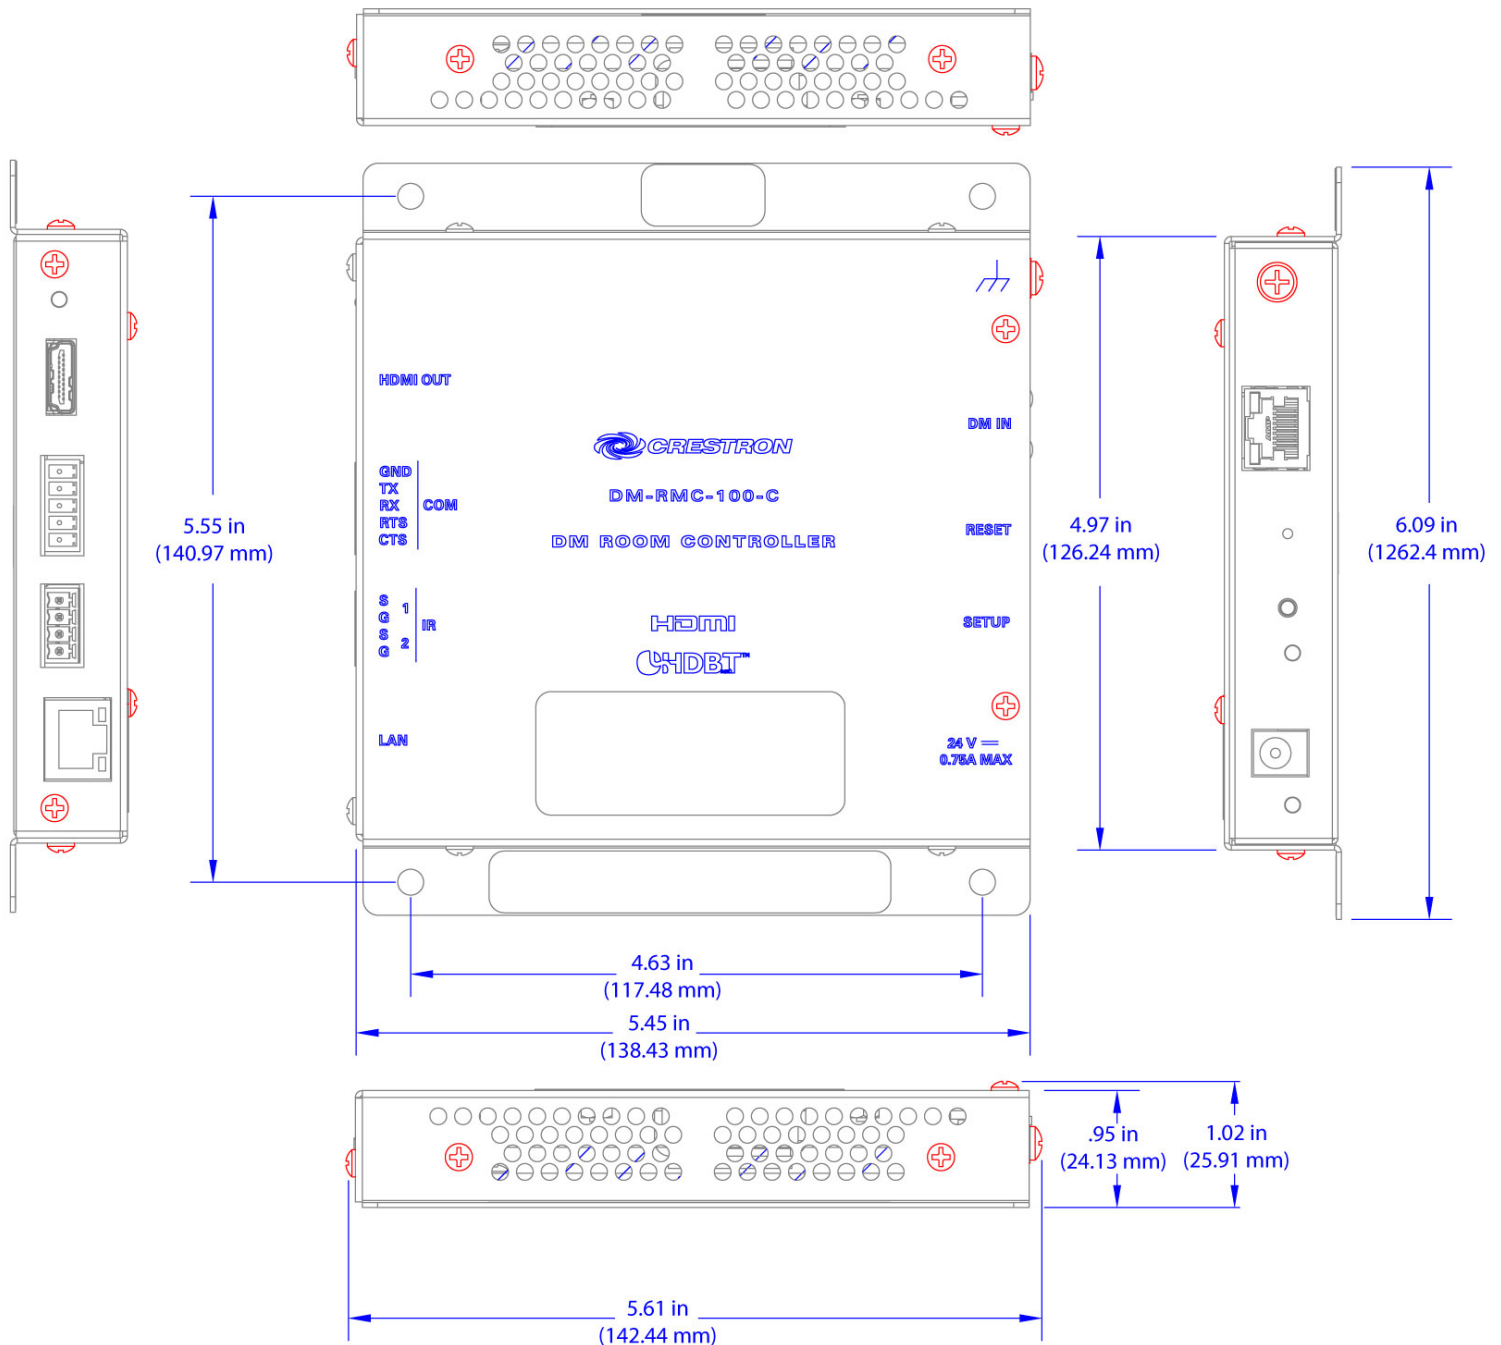 HDMI OUT
DM IN
CRESTRON
GND
TX
RX
RTS
CTS
COM
DM-RMC-100-C
DM ROOM CONTROLLER
RESET
S
G
S
G
1
2
IR
HDMI
HDBT™
SETUP
LAN
24 V
0.75A MAX
5.55 in
(140.97 mm)
4.97 in
(126.24 mm)
6.09 in
(1262.4 mm)
4.63 in
(117.48 mm)
5.45 in
(138.43 mm)
.95 in
(24.13 mm)
1.02 in
(25.91 mm)
5.61 in
(142.44 mm)